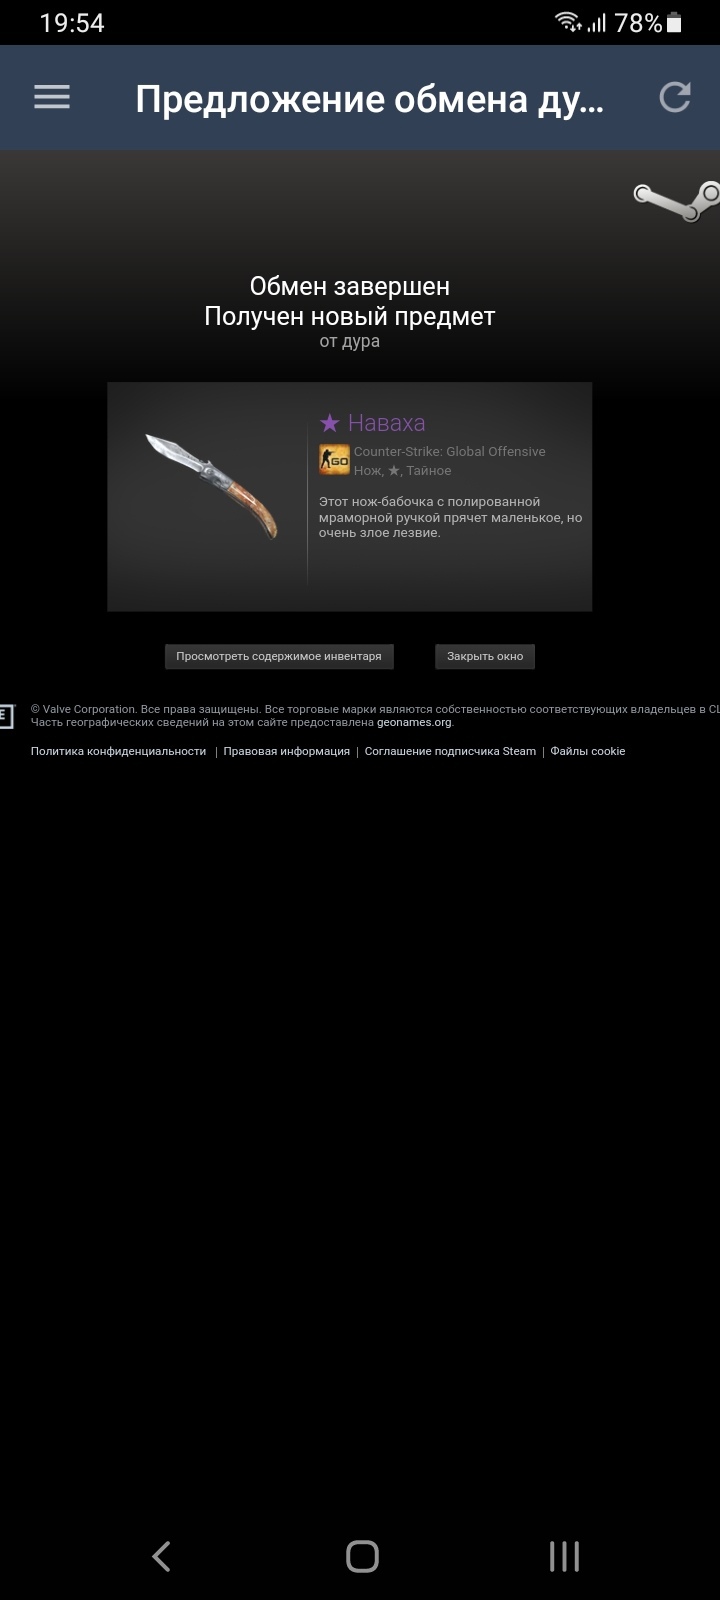 19:54
78%
Предложение обмена ду...
Обмен завершен
Получен новый предмет
от дура
★ Наваха
GO
Counter-Strike: Global Offensive
Нож, ★, Тайное
Этот нож-бабочка с полированной
мраморной ручкой прячет маленькое, но
очень злое лезвие.
Просмотреть содержимое инвентаря
Закрыть окно
E
© Valve Corporation. Все права защищены. Все торговые марки являются собственностью соответствующих владельцев в
Часть географических сведений на этом сайте предоставлена geonames.org.
Политика конфиденциальности | Правовая информация | Соглашение подписчика Steam | Файлы cookie